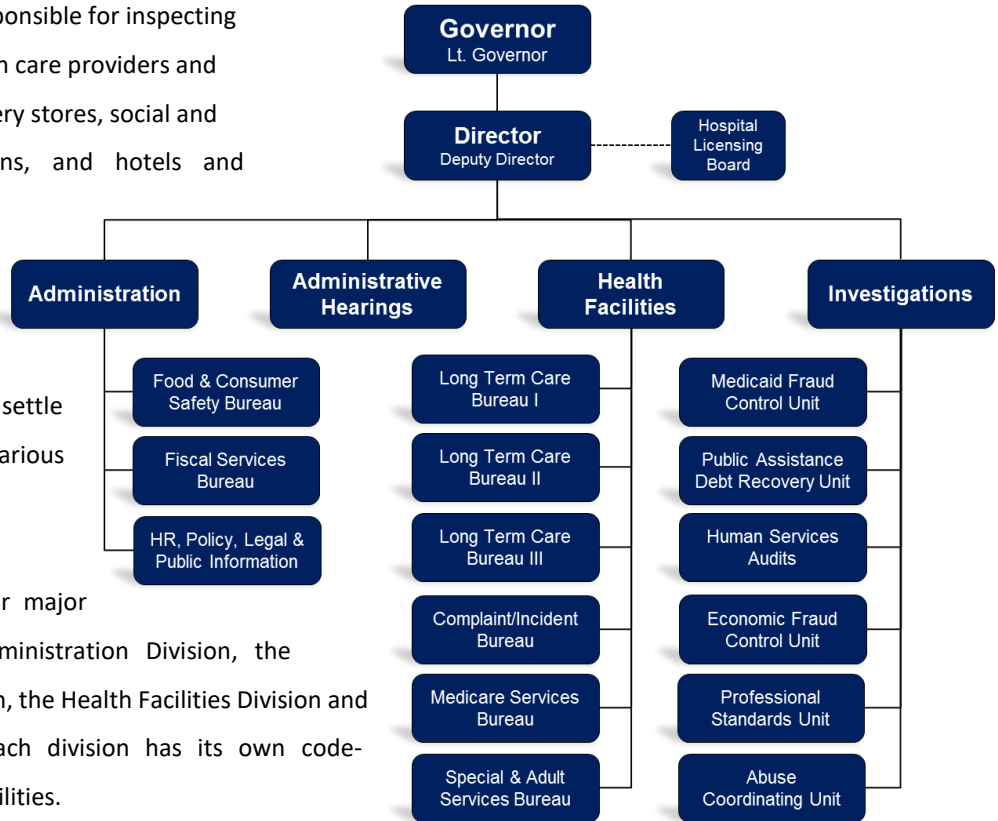 ponsible for inspecting
care providers and
ery stores, social and
and hotels and
settle
arious
major
ministration Division, the
the Health Facilities Division and
ach division has its own code-
ilities.
Governor
Lt. Governor
Director
Deputy Director
Hospital
Licensing
Board
Administration
Administrative
Hearings
Health
Facilities
Investigations
Food & Consumer
Safety Bureau
Fiscal Services
Bureau
HR, Policy, Legal &
Public Information
Long Term Care
Bureau I
Long Term Care
Bureau II
Long Term Care
Bureau III
Complaint/Incident
Bureau
Medicare Services
Bureau
Special & Adult
Services Bureau
Medicaid Fraud
Control Unit
Public Assistance
Debt Recovery Unit
Human Services
Audits
Economic Fraud
Control Unit
Professional
Standards Unit
Abuse
Coordinating Unit